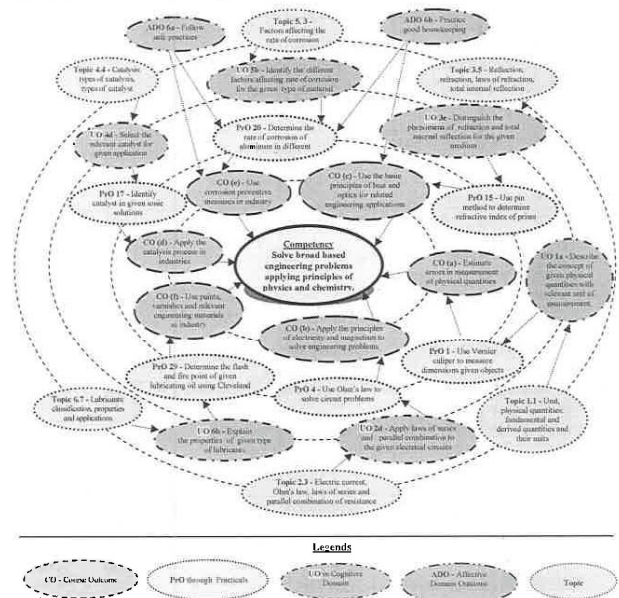 ADO 6a - Follow
safe practices
Topic 5, 3 -
Factors affecting the
rate of corrosion
ADO 6b - Practice
good housekeeping
Topic 4.4 - Catalysis,
types of catalysis,
types of catalyst
UO 5b - Identify the different
factors affecting rate of corrosion
for the given type of material
Topic 3.5 - Reflection,
refraction, laws of refraction,
total internal reflection
UO 4d - Select the
relevant catalyst for
given application
PrO 20 - Determine the
rate of corrosion of
aluminum in different
UO 3e - Distinguish the
phenomena of refraction and total
internal reflection for the given
medium
PrO 17 - Identify
catalyst in given
solutions
CO (e) - Use
corrosion preventive
measures in industry
CO (c) - Use the basic
principles of heat and
optics for related
engineering applications
PrO 15 - Use pin
method to determine
refractive index of prism
CO (d) - Apply the
catalysis process in
industries
Competency
Solve broad based
engineering problems
applying principles of
physics and chemistry.
CO (a) - Estimate
errors in measurement
of physical quantities
UO 1a - Describe
the concept of
given physical
quantities with
relevant unit of
measurement.
CO (f) - Use paints,
varnishes and relevant
engineering materials
in industry
CO (b) - Apply the principles
of electricity and magnetism to
solve engineering problems
PrO 29 - Determine the flash
and fire point of given
lubricating oil using Cleveland
PrO 4 - Use Ohm's law to
solve circuit problems
PrO 1 - Use Vernier
caliper to measure
dimensions given objects
Topic 6.7 - Lubricants
classification, properties
and applications
UO 6b - Explain
the properties of given type
of lubricants
UO 2d - Apply laws of series
and parallel combination to
the given electrical circuits
Topic 1.1 - Unit,
physical quantities:
fundamental and
derived quantities and
their units
Topic 2.3 - Electric current,
Ohm's law, laws of series and
parallel combination of resistance
Legends
CO - Course Outcome
PrO through Practicals
UO in Cognitive
Domain
ADO - Affective
Domain Outcome
Topic